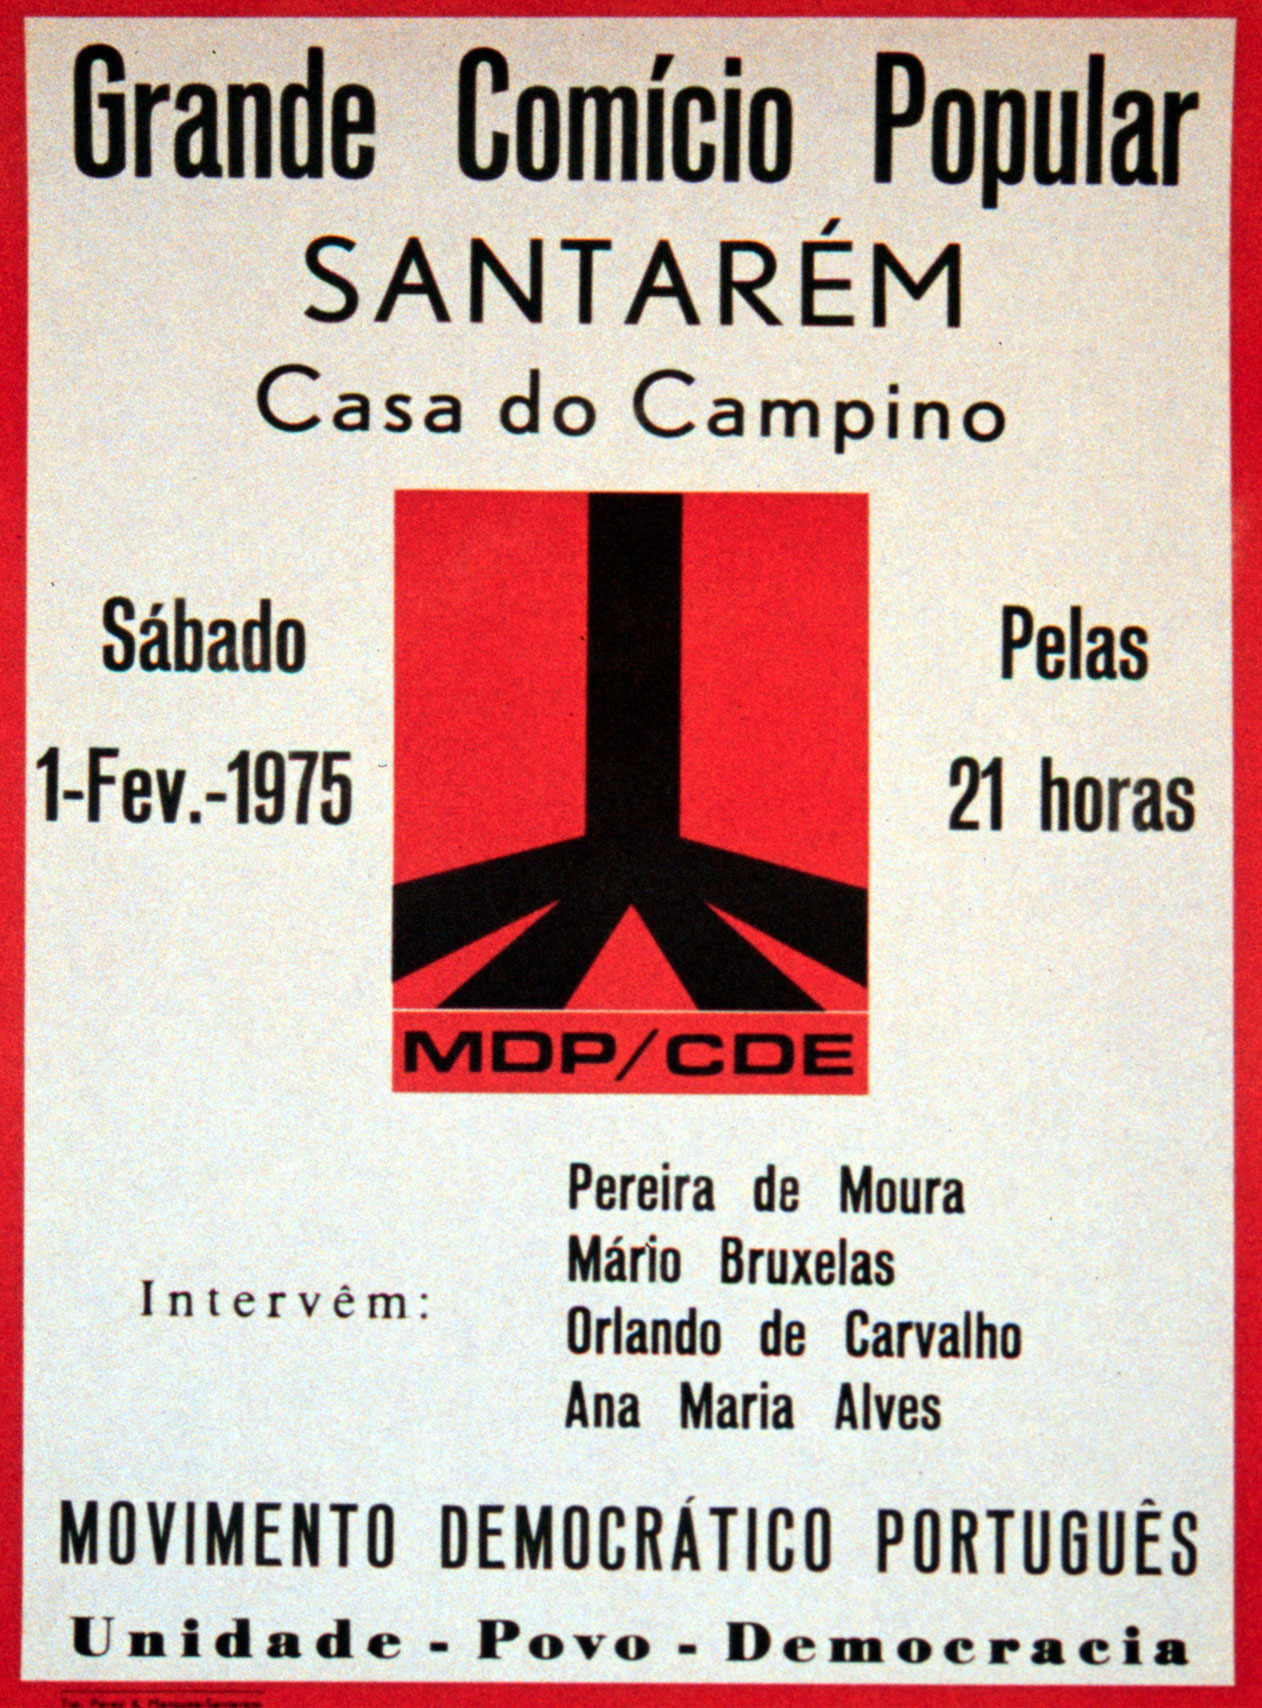 Grande Comício Popular
SANTARÉM
Casa do Campino
Sábado
1-Fev.-1975
Pelas
21 horas
MDP/CDE
Intervêm:
Pereira de Moura
Mário Bruxelas
Orlando de Carvalho
Ana Maria Alves
MOVIMENTO DEMOCRÁTICO PORTUGUÊS
Unidade - Povo - Democracia
Tip.